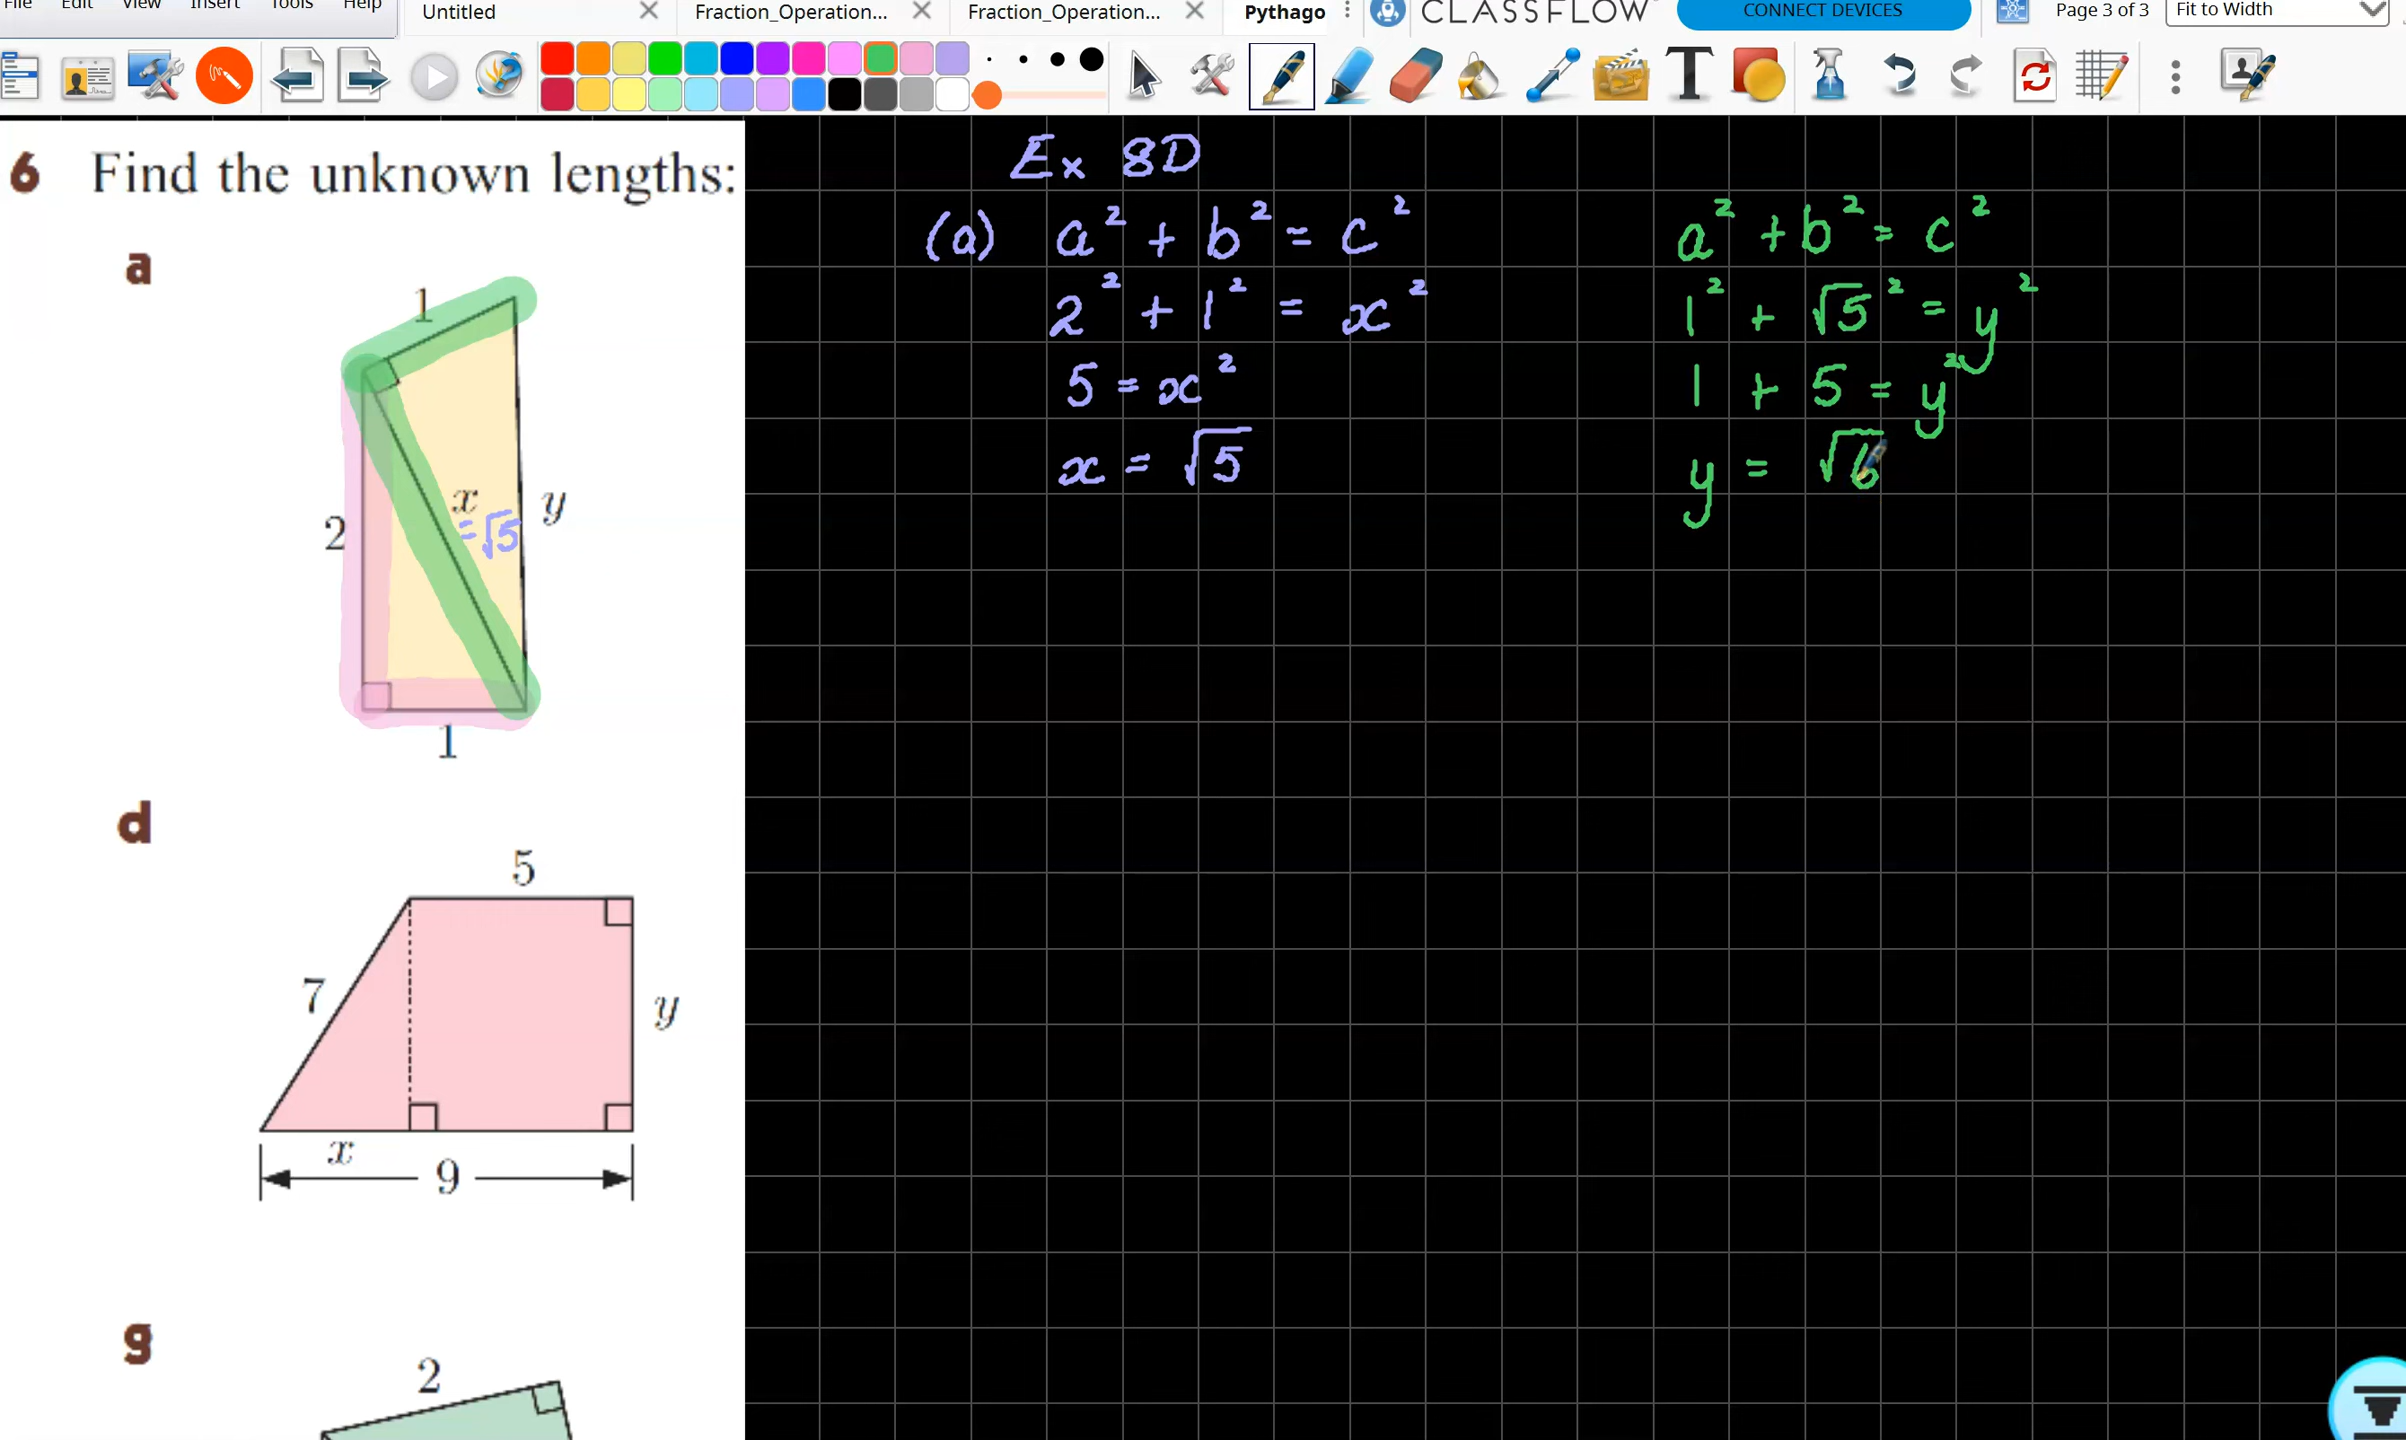 File Edit View Insert Tools Help
Untitled
Fraction_Operation...
Fraction_Operation...
Pythago
CLASSFLOW
CONNECT DEVICES
Page 3 of 3
Fit to Width
6 Find the unknown lengths:
a
1
2
x
= √5
y
1
d
5
7
y
x
9
g
2
Ex 8D
(a) a² + b² = c²
2² + 1² = x²
5 = x²
x = √5
a² + b² = c²
1² + √5² = y²
1 + 5 = y²
y = √6